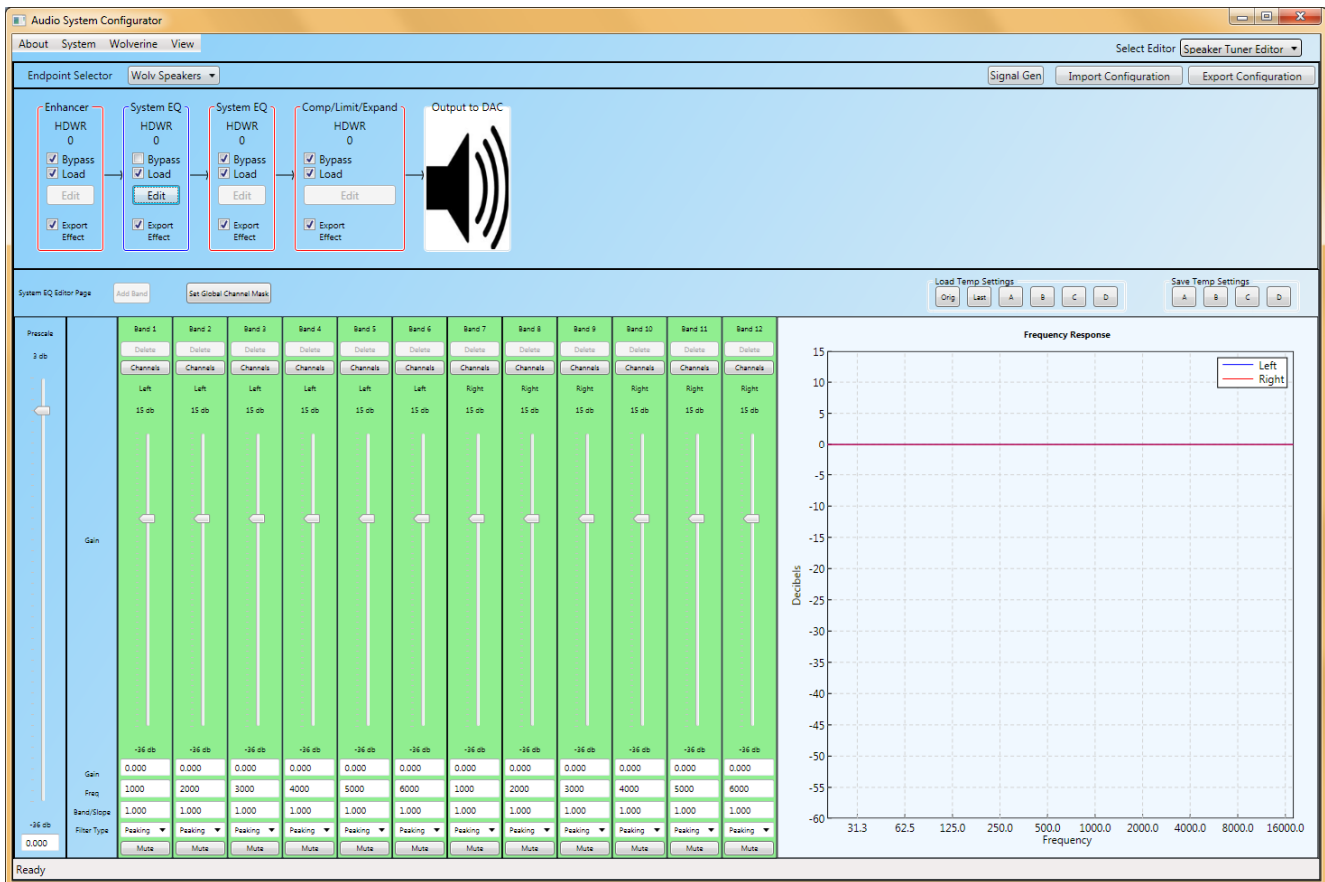 Audio System Configurator
About System Wolverine View
Select Editor Speaker Tuner Editor
Endpoint Selector Wolv Speakers
Signal Gen Import Configuration Export Configuration
Enhancer System EQ System EQ Comp/Limit/Expand Output to DAC
HDWR HDWR HDWR HDWR
0 0 0 0
Bypass Bypass Bypass Bypass
Load Load Load Load
Edit Edit Edit Edit
Export Export Export Export
Effect Effect Effect Effect
Load Temp Settings Save Temp Settings
System EQ Editor Page Add Band Set Global Channel Mask Orig Last A B C D A B C D
Prescale Band 1 Band 2 Band 3 Band 4 Band 5 Band 6 Band 7 Band 8 Band 9 Band 10 Band 11 Band 12
3 db Delete Delete Delete Delete Delete Delete Delete Delete Delete Delete Delete Delete
Channels Channels Channels Channels Channels Channels Channels Channels Channels Channels Channels Channels
Left Left Left Left Left Left Right Right Right Right Right Right
15 db 15 db 15 db 15 db 15 db 15 db 15 db 15 db 15 db 15 db 15 db 15 db
Gain
-36 db -36 db -36 db -36 db -36 db -36 db -36 db -36 db -36 db -36 db -36 db -36 db
Gain 0.000 0.000 0.000 0.000 0.000 0.000 0.000 0.000 0.000 0.000 0.000 0.000
Freq 1000 2000 3000 4000 5000 6000 1000 2000 3000 4000 5000 6000
Band/Slope 1.000 1.000 1.000 1.000 1.000 1.000 1.000 1.000 1.000 1.000 1.000 1.000
-36 db Filter Type Peaking Peaking Peaking Peaking Peaking Peaking Peaking Peaking Peaking Peaking Peaking Peaking
0.000 Mute Mute Mute Mute Mute Mute Mute Mute Mute Mute Mute Mute
Frequency Response
Left
Right
15
10
5
0
-5
-10
-15
-20
-25
-30
-35
-40
-45
-50
-55
-60
Decibels
31.3 62.5 125.0 250.0 500.0 1000.0 2000.0 4000.0 8000.0 16000.0
Frequency
Ready